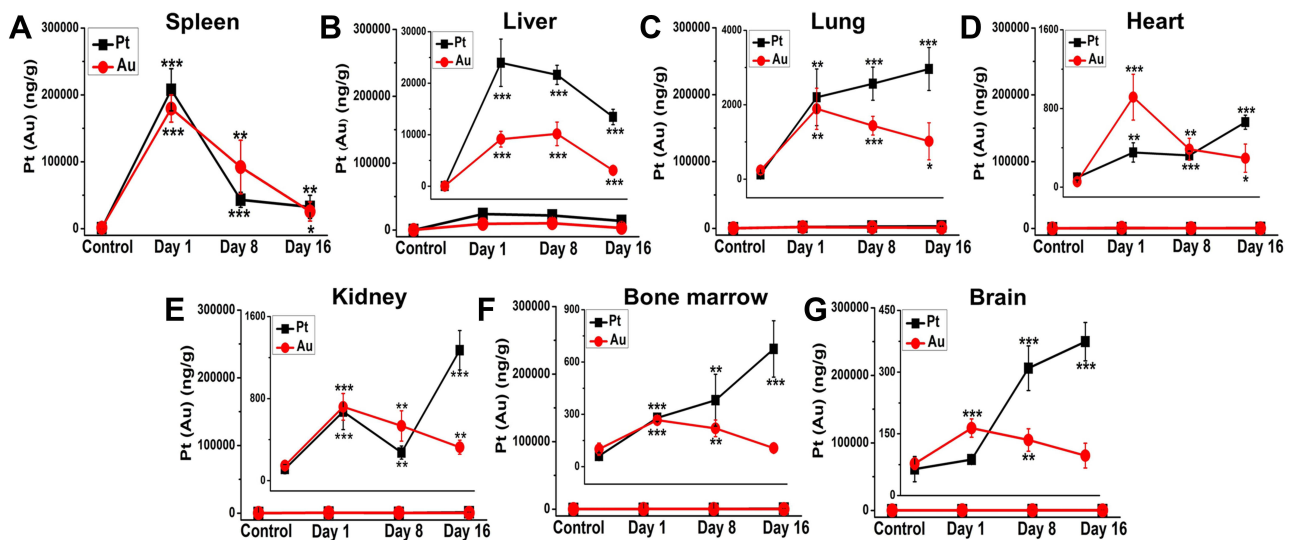 A Spleen
300000
200000
100000
0
Pt (Au) (ng/g)
Pt
Au
***
***
**
***
**
*
Control Day 1 Day 8 Day 16
B Liver
300000
200000
100000
0
Pt (Au) (ng/g)
30000
20000
10000
0
Pt
Au
***
***
***
***
***
***
Control Day 1 Day 8 Day 16
C Lung
300000
200000
100000
0
Pt (Au) (ng/g)
4000
2000
0
Pt
Au
**
***
***
**
***
*
Control Day 1 Day 8 Day 16
D Heart
300000
200000
100000
0
Pt (Au) (ng/g)
1600
800
0
Pt
Au
***
**
**
***
***
*
Control Day 1 Day 8 Day 16
E Kidney
300000
200000
100000
0
Pt (Au) (ng/g)
1600
800
0
Pt
Au
***
***
**
**
***
**
Control Day 1 Day 8 Day 16
F Bone marrow
300000
200000
100000
0
Pt (Au) (ng/g)
900
600
300
0
Pt
Au
***
***
**
**
***
Control Day 1 Day 8 Day 16
G Brain
300000
200000
100000
0
Pt (Au) (ng/g)
450
300
150
0
Pt
Au
***
***
**
***
Control Day 1 Day 8 Day 16